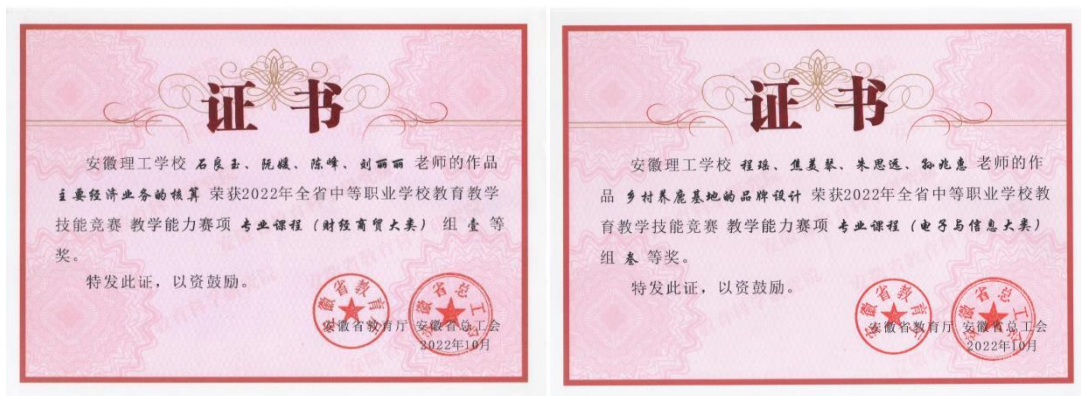 证书
安徽理工学校 石良玉、阮媛、陈峰、刘丽丽 老师的作品
主要经济业务的核算 荣获2022年全省中等职业学校教育教学
技能竞赛 教学能力赛项 专业课程（财经商贸大类） 组 壹 等
奖。
特发此证，以资鼓励。
安徽省教育厅 安徽省总工会
2022年10月
证书
安徽理工学校 程瑶、焦美琴、朱思远、孙兆惠 老师的作
品 乡村养鹿基地的品牌设计 荣获2022年全省中等职业学校教
育教学技能竞赛 教学能力赛项 专业课程（电子与信息大类）
组 叁 等奖。
特发此证，以资鼓励。
安徽省教育厅 安徽省总工会
2022年10月